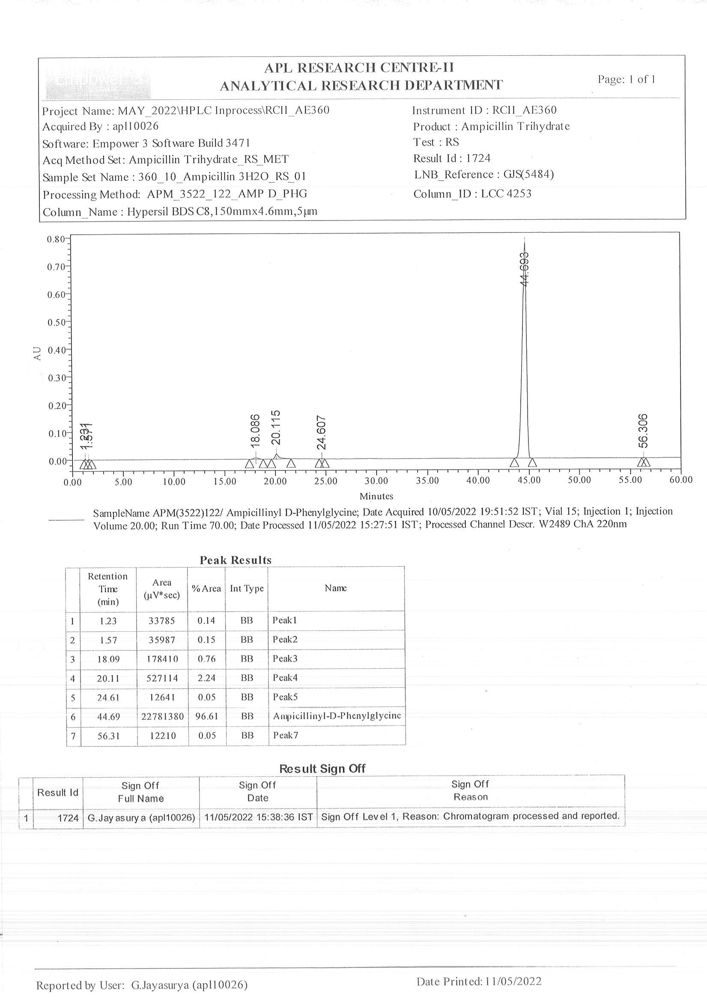 Empower 3
APL RESEARCH CENTRE-II
ANALYTICAL RESEARCH DEPARTMENT
Page: 1 of 1
Project Name: MAY_2022\HPLC Inprocess\RCII_AE360
Instrument ID : RCII_AE360
Acquired By : apl10026
Product : Ampicillin Trihydrate
Software: Empower 3 Software Build 3471
Test : RS
Acq Method Set: Ampicillin Trihydrate_RS_MET
Result Id : 1724
Sample Set Name : 360_10_Ampicillin 3H2O_RS_01
LNB_Reference : GJS(5484)
Processing Method: APM_3522_122_AMP D_PHG
Column_ID : LCC 4253
Column_Name : Hypersil BDS C8,150mmx4.6mm,5µm
AU
0.80
0.70
0.60
0.50
0.40
0.30
0.20
0.10
0.00
1.231
1.571
18.086
20.115
24.607
44.693
56.306
0.00 5.00 10.00 15.00 20.00 25.00 30.00 35.00 40.00 45.00 50.00 55.00 60.00
Minutes
SampleName APM(3522)122/ Ampicillinyl D-Phenylglycine; Date Acquired 10/05/2022 19:51:52 IST; Vial 15; Injection 1; Injection
Volume 20.00; Run Time 70.00; Date Processed 11/05/2022 15:27:51 IST; Processed Channel Descr. W2489 ChA 220nm
Peak Results
Retention Time (min) Area (µV*sec) % Area Int Type Name
1 1.23 33785 0.14 BB Peak1
2 1.57 35987 0.15 BB Peak2
3 18.09 178410 0.76 BB Peak3
4 20.11 527114 2.24 BB Peak4
5 24.61 12641 0.05 BB Peak5
6 44.69 22781380 96.61 BB Ampicillinyl-D-Phenylglycine
7 56.31 12210 0.05 BB Peak7
Result Sign Off
Result Id Sign Off Full Name Sign Off Date Sign Off Reason
1 1724 G.Jayasurya (apl10026) 11/05/2022 15:38:36 IST Sign Off Level 1, Reason: Chromatogram processed and reported.
Reported by User: G.Jayasurya (apl10026)
Date Printed: 11/05/2022